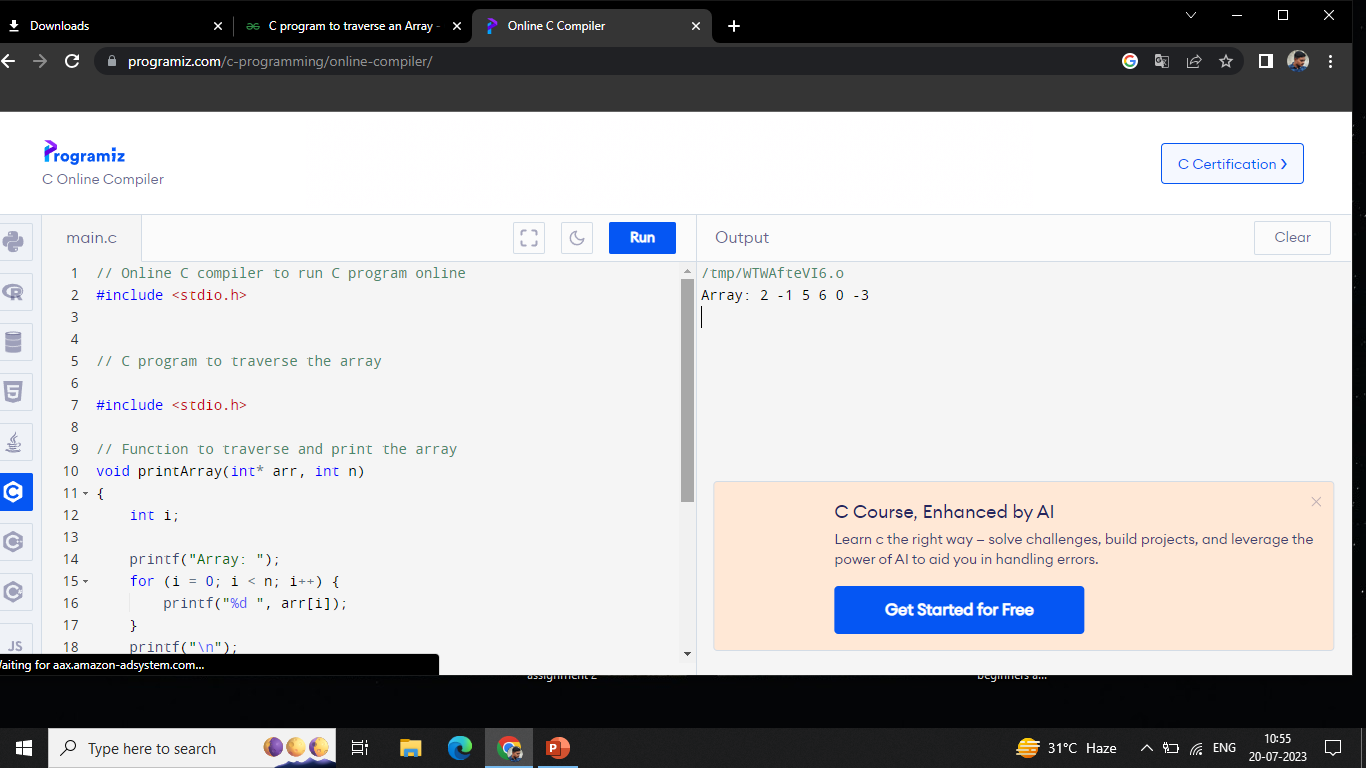 Downloads
C program to traverse an Array -
Online C Compiler
programiz.com/c-programming/online-compiler/
Programiz
C Online Compiler
C Certification
main.c
Run
Output
Clear
1 // Online C compiler to run C program online
2 #include <stdio.h>
3
4
5 // C program to traverse the array
6
7 #include <stdio.h>
8
9 // Function to traverse and print the array
10 void printArray(int* arr, int n)
11 {
12 int i;
13
14 printf("Array: ");
15 for (i = 0; i < n; i++) {
16 printf("%d ", arr[i]);
17 }
18 printf("\n");
/tmp/WTWAfteVI6.o
Array: 2 -1 5 6 0 -3
C Course, Enhanced by AI
Learn c the right way – solve challenges, build projects, and leverage the
power of AI to aid you in handling errors.
Get Started for Free
JS
aiting for aax.amazon-adsystem.com...
assignment 2
beginners a...
Type here to search
31°C Haze
ENG
10:55
20-07-2023